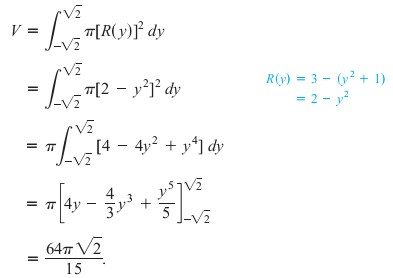 V = ∫_{-√2}^{√2} π[R(y)]² dy
= ∫_{-√2}^{√2} π[2 − y²]² dy
R(y) = 3 − (y² + 1)
= 2 − y²
= π ∫_{-√2}^{√2} [4 − 4y² + y⁴] dy
= π [4y − 4/3 y³ + y⁵/5]_{-√2}^{√2}
= 64π√2/15.